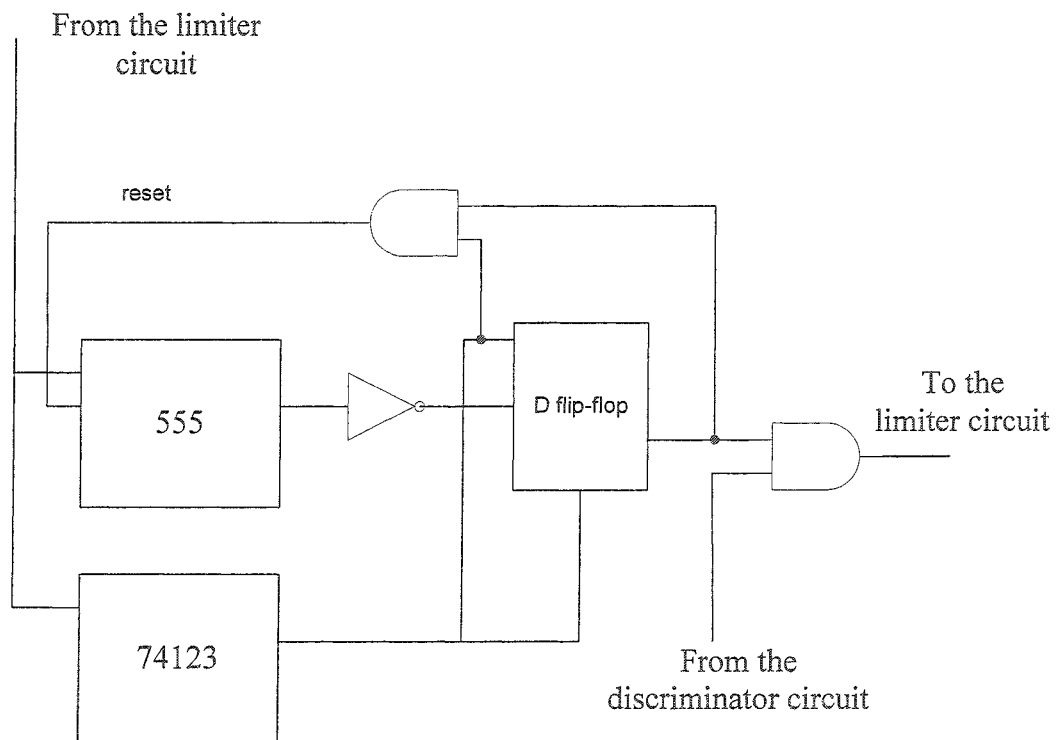 From the limiter
circuit
reset
555
D flip-flop
To the
limiter circuit
74123
From the
discriminator circuit